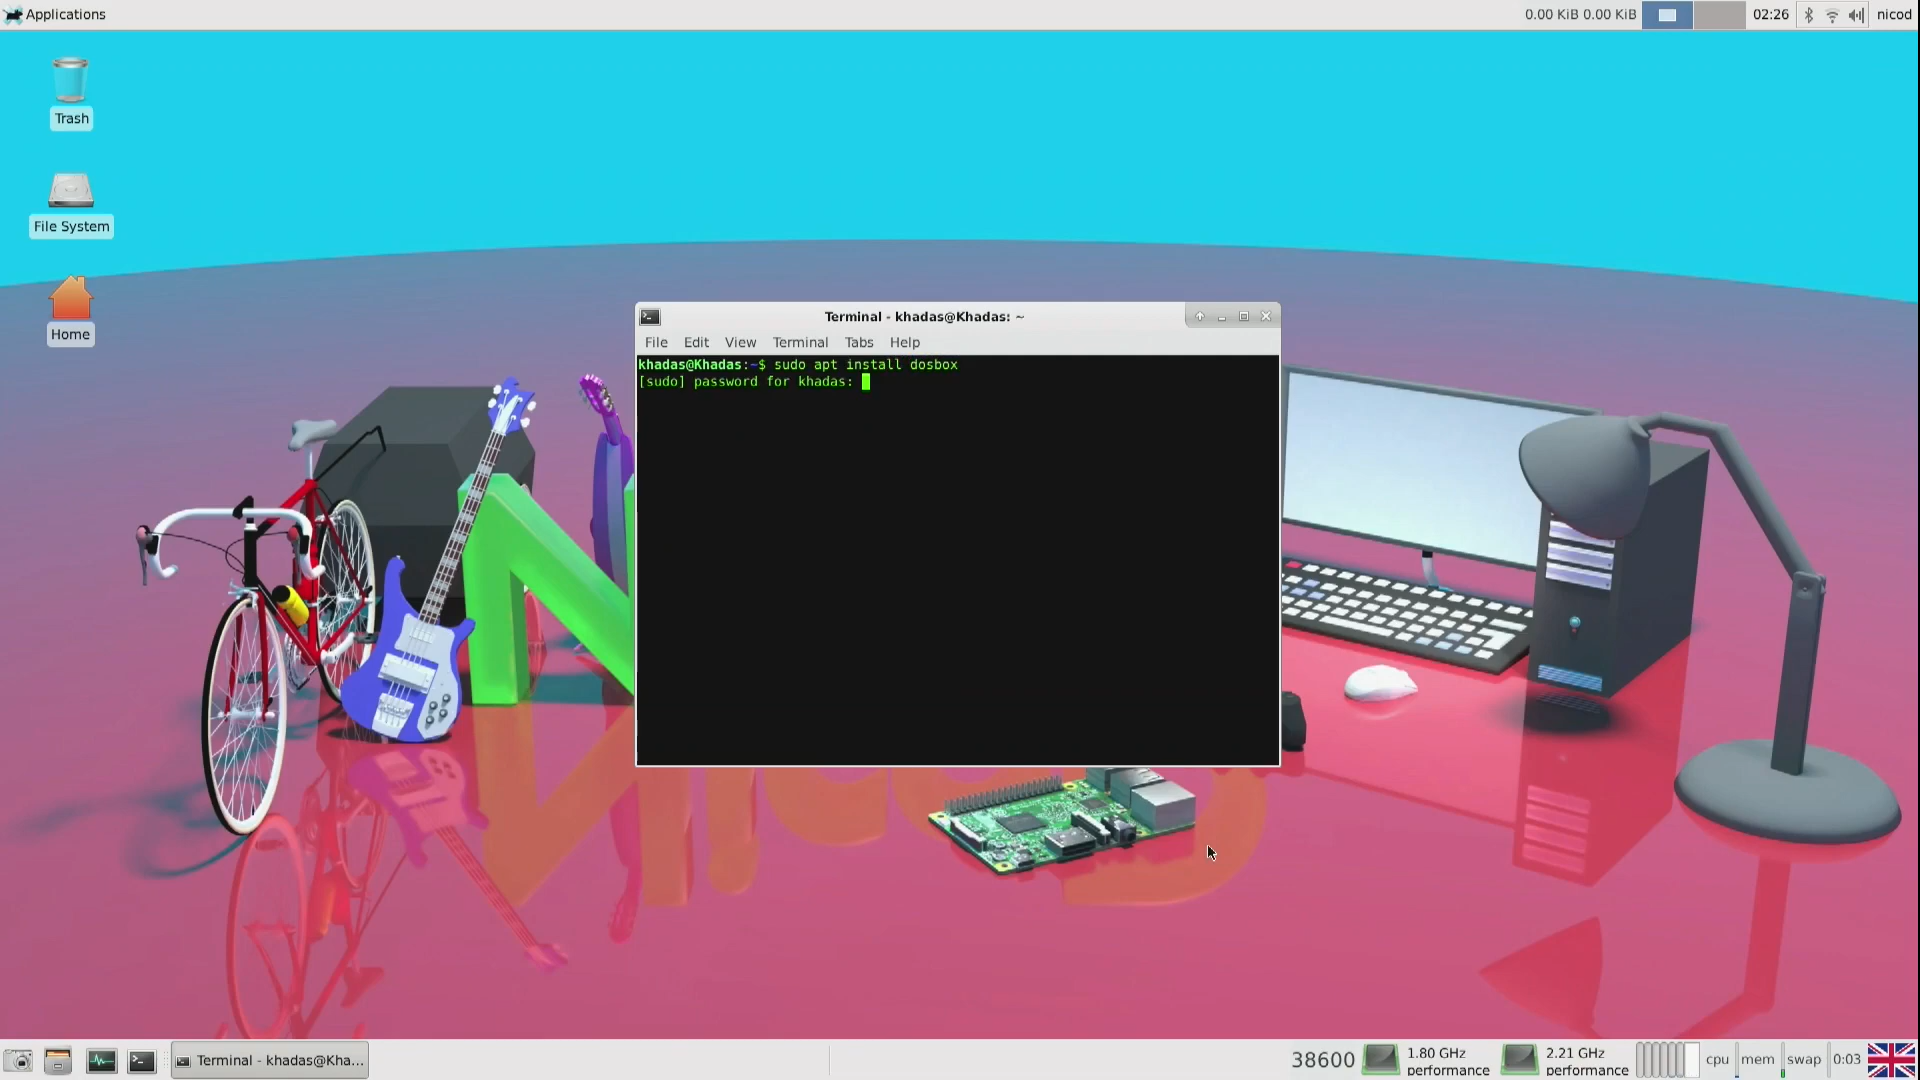 Applications
0.00 KiB 0.00 KiB
02:26
nicod
Trash
File System
Home
Terminal - khadas@Khadas: ~
File Edit View Terminal Tabs Help
khadas@Khadas:~$ sudo apt install dosbox
[sudo] password for khadas:
Terminal - khadas@Kha...
38600
1.80 GHz
performance
2.21 GHz
performance
cpu
mem
swap
0:03